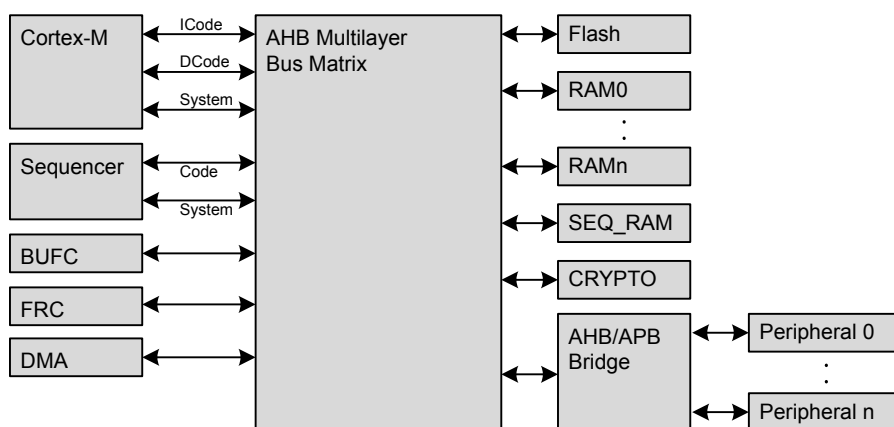 Cortex-M
ICode
DCode
System
Sequencer
Code
System
BUFC
FRC
DMA
AHB Multilayer
Bus Matrix
Flash
RAM0
:
RAMn
SEQ_RAM
CRYPTO
AHB/APB
Bridge
Peripheral 0
:
Peripheral n